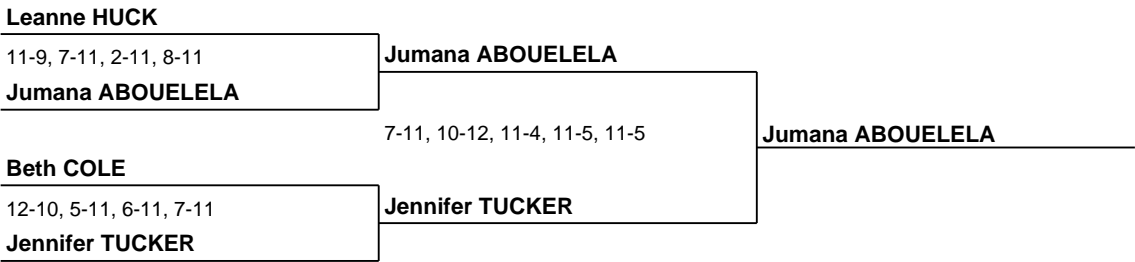 Leanne HUCK
11-9, 7-11, 2-11, 8-11
Jumana ABOUELELA
Jumana ABOUELELA
7-11, 10-12, 11-4, 11-5, 11-5
Jumana ABOUELELA
Beth COLE
12-10, 5-11, 6-11, 7-11
Jennifer TUCKER
Jennifer TUCKER